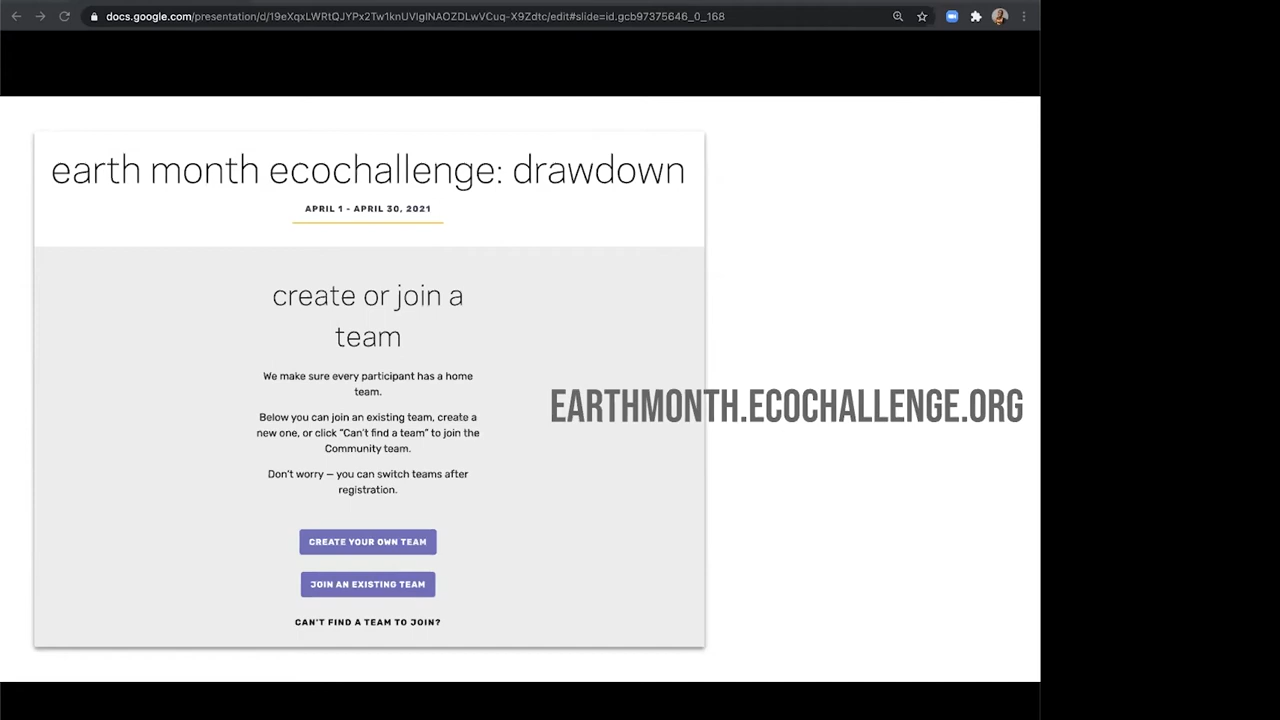 docs.google.com/presentation/d/19eXqxLWRtQJYPx2Tw1knUVIgINAOZDLwVCuq-X9Zdtc/edit#slide=id.gcb97375646_0_168
earth month ecochallenge: drawdown
APRIL 1 - APRIL 30, 2021
create or join a
team
We make sure every participant has a home
team.
Below you can join an existing team, create a
new one, or click “Can’t find a team” to join the
Community team.
Don’t worry — you can switch teams after
registration.
EARTHMONTH.ECOCHALLENGE.ORG
CREATE YOUR OWN TEAM
JOIN AN EXISTING TEAM
CAN’T FIND A TEAM TO JOIN?